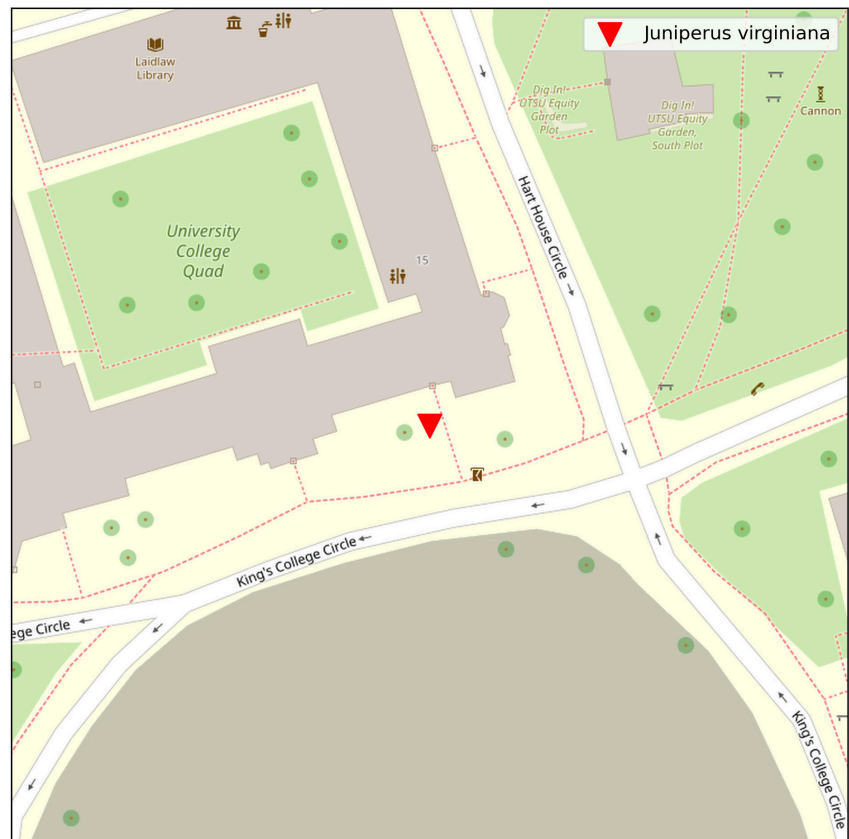 Juniperus virginiana
Laidlaw
Library
Dig In!
UTSU Equity
Garden
Plot
Dig In!
UTSU Equity
Garden,
South Plot
Cannon
Hart House Circle
University
College
Quad
15
King's College Circle
ege Circle
King's College Circle